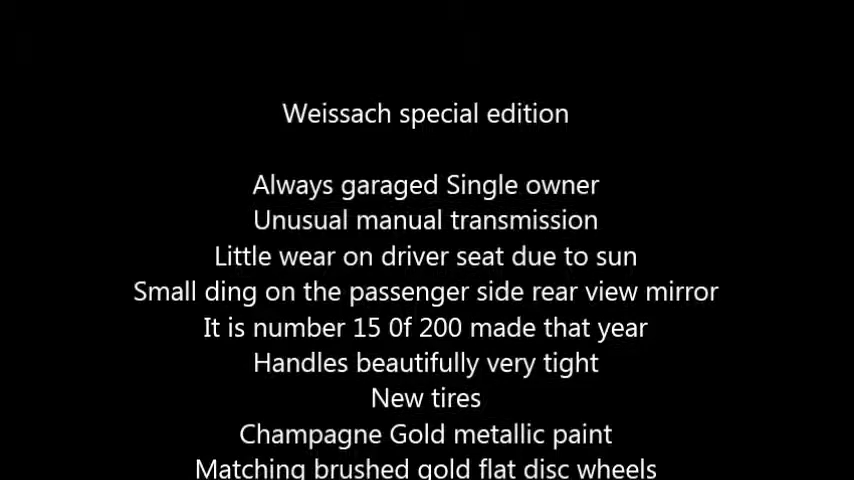 Weissach special edition
Always garaged Single owner
Unusual manual transmission
Little wear on driver seat due to sun
Small ding on the passenger side rear view mirror
It is number 15 0f 200 made that year
Handles beautifully very tight
New tires
Champagne Gold metallic paint
Matching brushed gold flat disc wheels